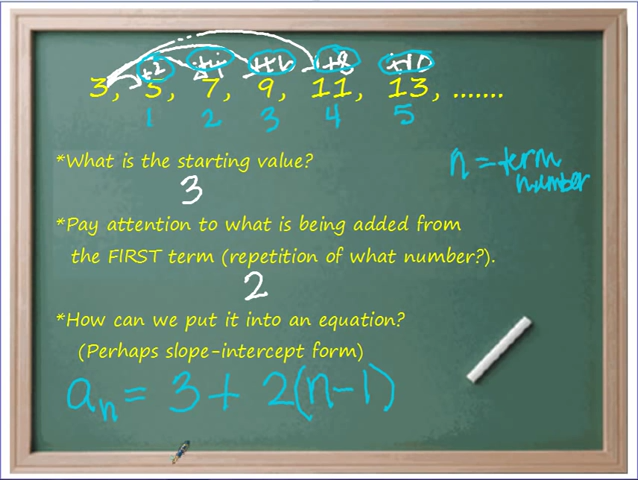 +2 +4 +6 +8 +10
3, 5, 7, 9, 11, 13, .......
1 2 3 4 5
*What is the starting value?
n = term
number
3
*Pay attention to what is being added from
the FIRST term (repetition of what number?).
2
*How can we put it into an equation?
(Perhaps slope-intercept form)
aₙ = 3 + 2(n-1)